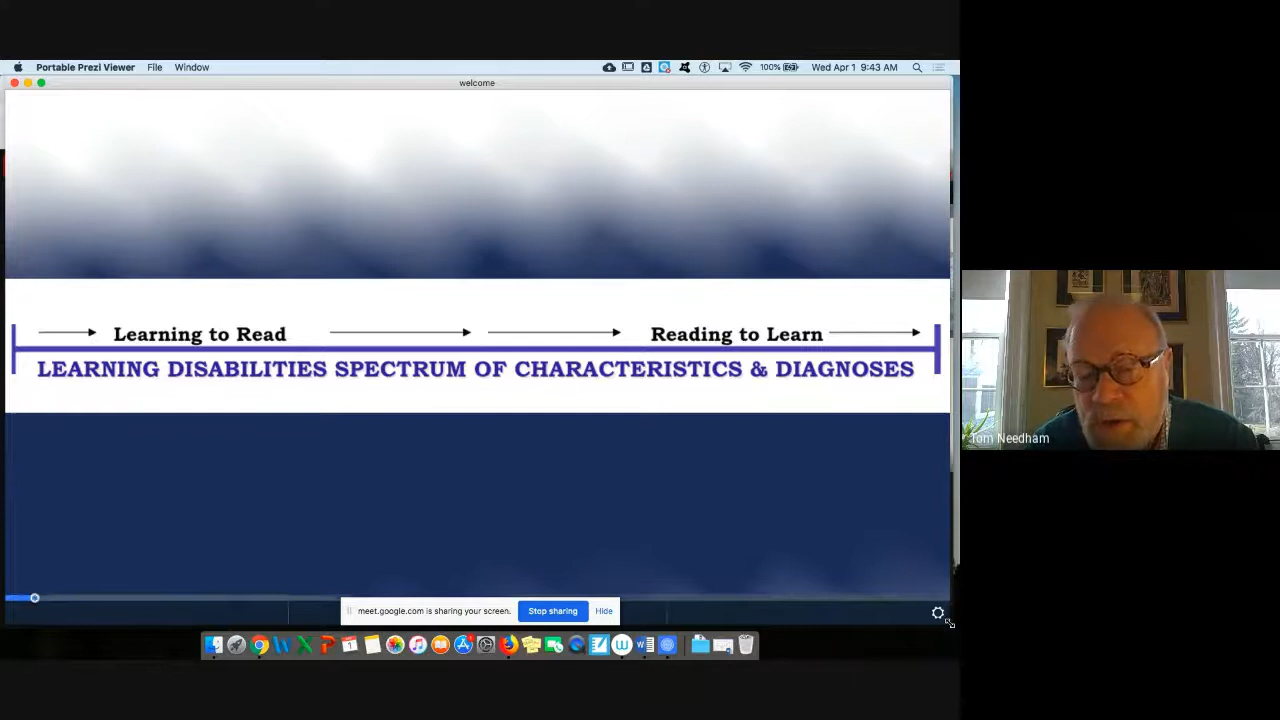 Portable Prezi Viewer File Window 100% Wed Apr 1 9:43 AM
welcome
Learning to Read Reading to Learn
LEARNING DISABILITIES SPECTRUM OF CHARACTERISTICS & DIAGNOSES
Tom Needham
meet.google.com is sharing your screen. Stop sharing Hide